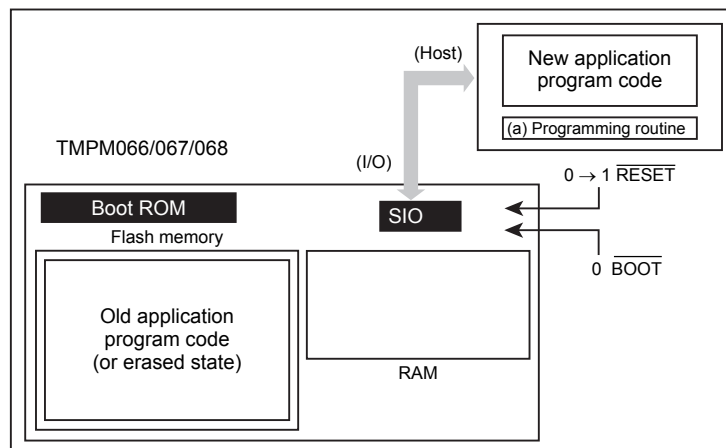 (Host)
New application
program code
(a) Programming routine
TMPM066/067/068
(I/O)
0 → 1 RESET
Boot ROM
SIO
Flash memory
0 BOOT
Old application
program code
(or erased state)
RAM